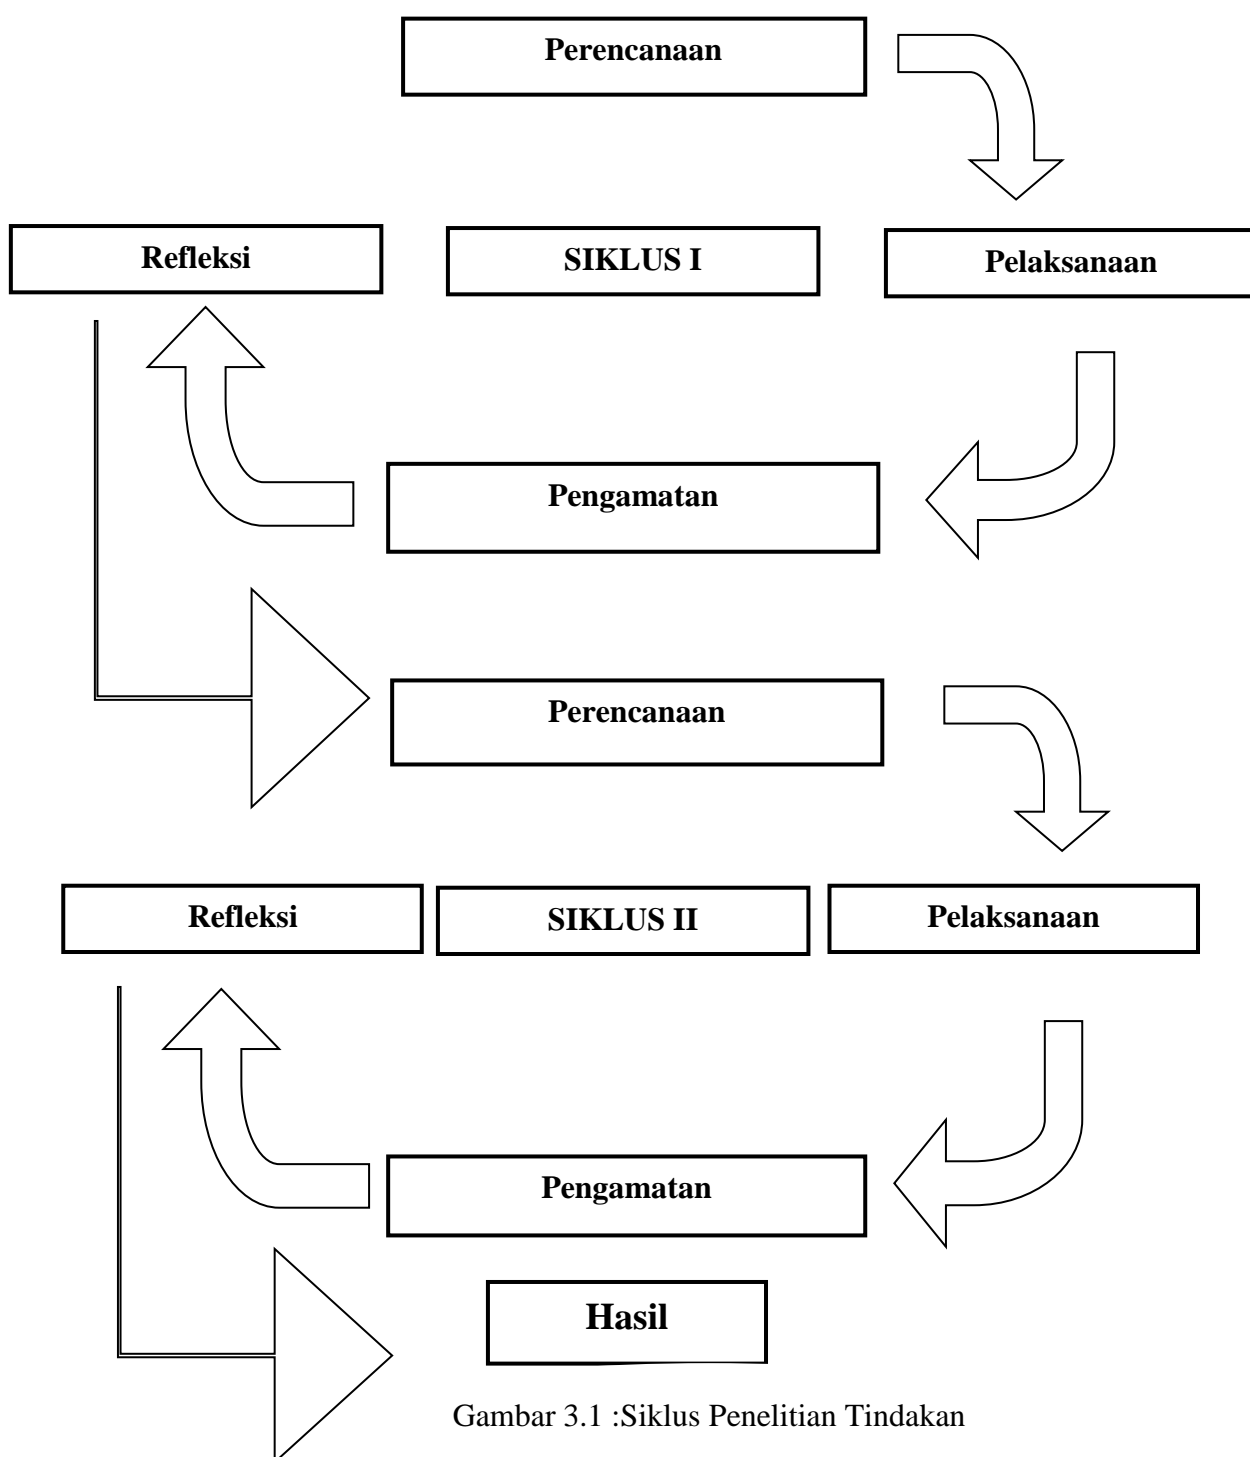 Perencanaan
Refleksi
SIKLUS I
Pelaksanaan
Pengamatan
Perencanaan
Refleksi
SIKLUS II
Pelaksanaan
Pengamatan
Hasil
Gambar 3.1 :Siklus Penelitian Tindakan